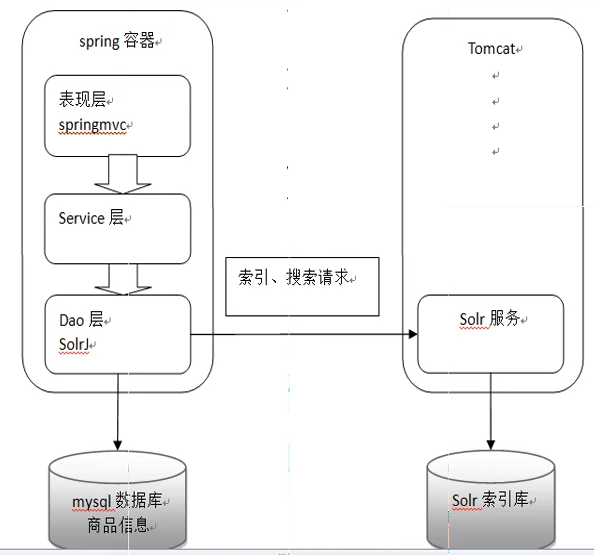 spring 容器
表现层
springmvc
Service 层
Dao 层
SolrJ
mysql 数据库
商品信息
索引、搜索请求
Tomcat
Solr 服务
Solr 索引库